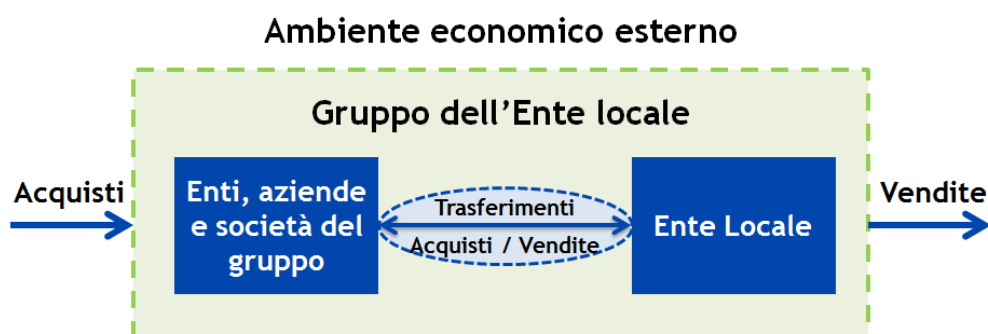 Ambiente economico esterno
Gruppo dell'Ente locale
Acquisti
Enti, aziende
e società del
gruppo
Trasferimenti
Acquisti / Vendite
Ente Locale
Vendite